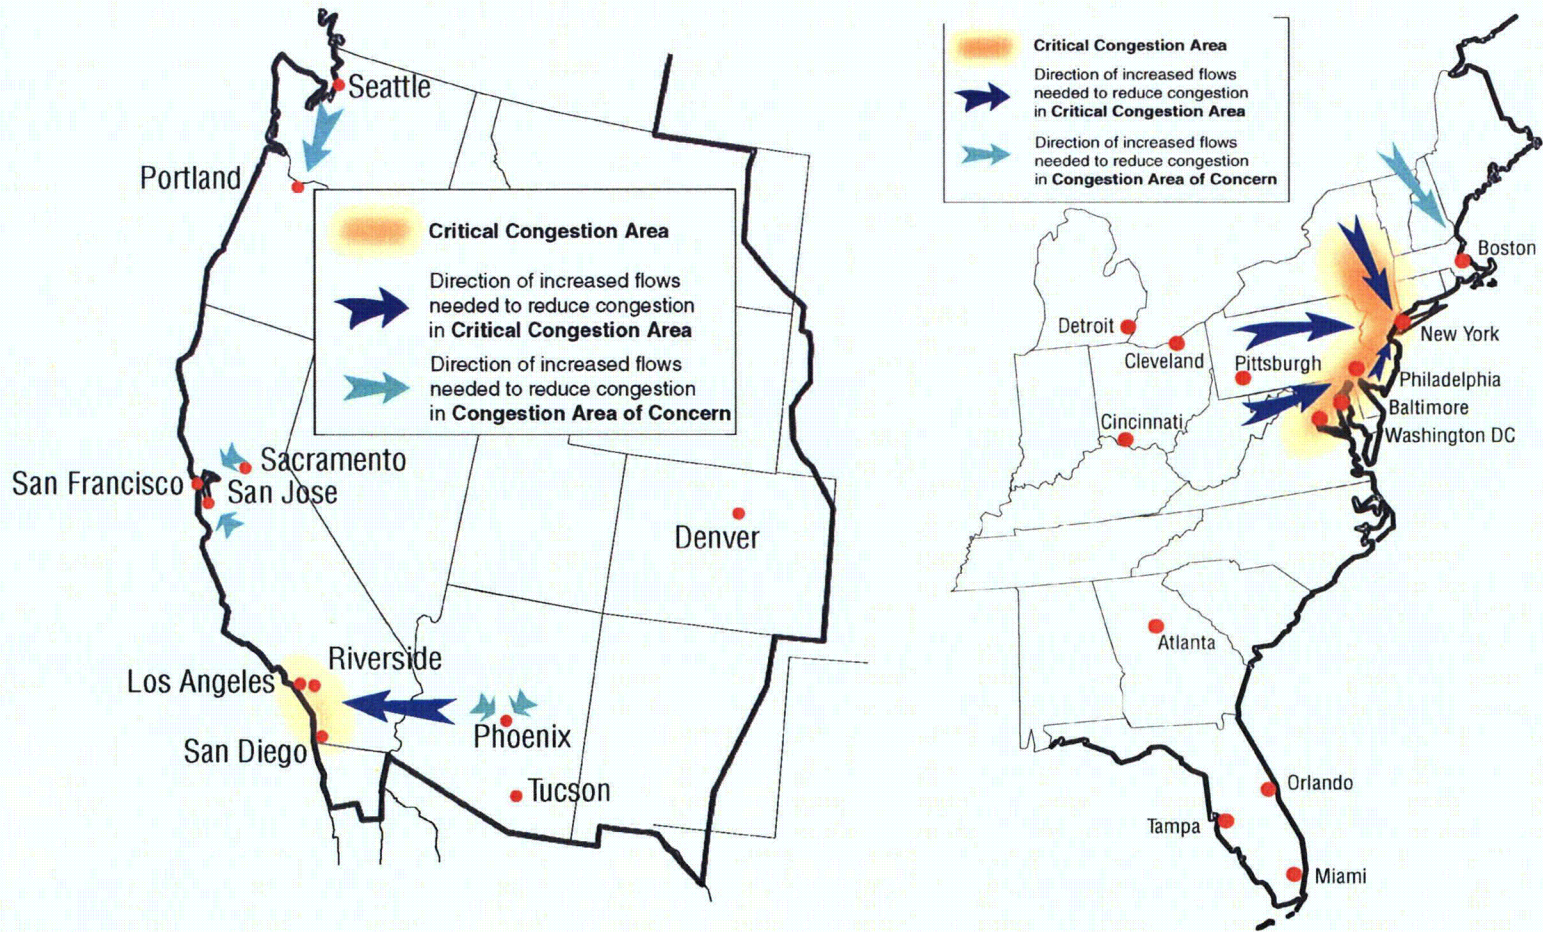 Seattle
Portland
Critical Congestion Area
Direction of increased flows
needed to reduce congestion
in Critical Congestion Area
Direction of increased flows
needed to reduce congestion
in Congestion Area of Concern
Sacramento
San Francisco
San Jose
Denver
Riverside
Los Angeles
Phoenix
San Diego
Tucson
Critical Congestion Area
Direction of increased flows
needed to reduce congestion
in Critical Congestion Area
Direction of increased flows
needed to reduce congestion
in Congestion Area of Concern
Boston
Detroit
New York
Cleveland
Pittsburgh
Philadelphia
Baltimore
Cincinnati
Washington DC
Atlanta
Orlando
Tampa
Miami